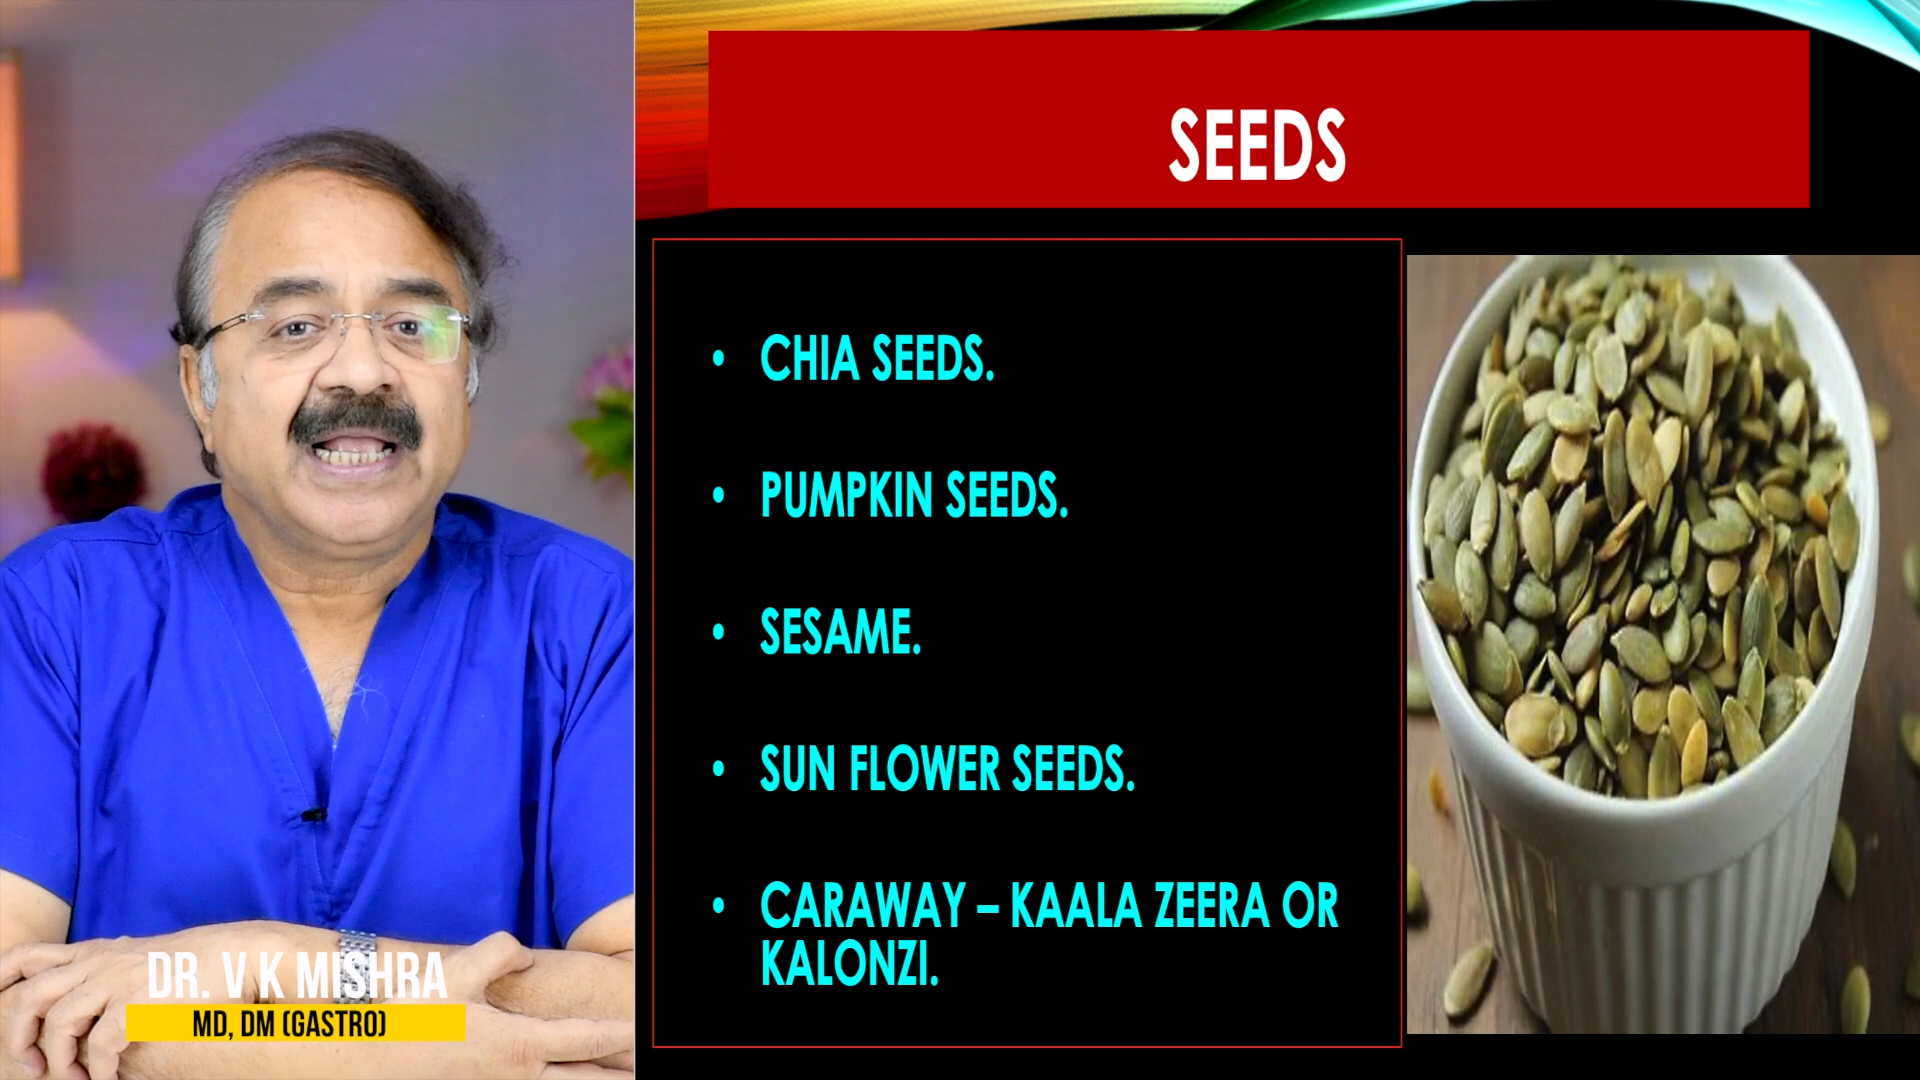 SEEDS
• CHIA SEEDS.
• PUMPKIN SEEDS.
• SESAME.
• SUN FLOWER SEEDS.
• CARAWAY – KAALA ZEERA OR
KALONZI.
DR. V K MISHRA
MD, DM (GASTRO)